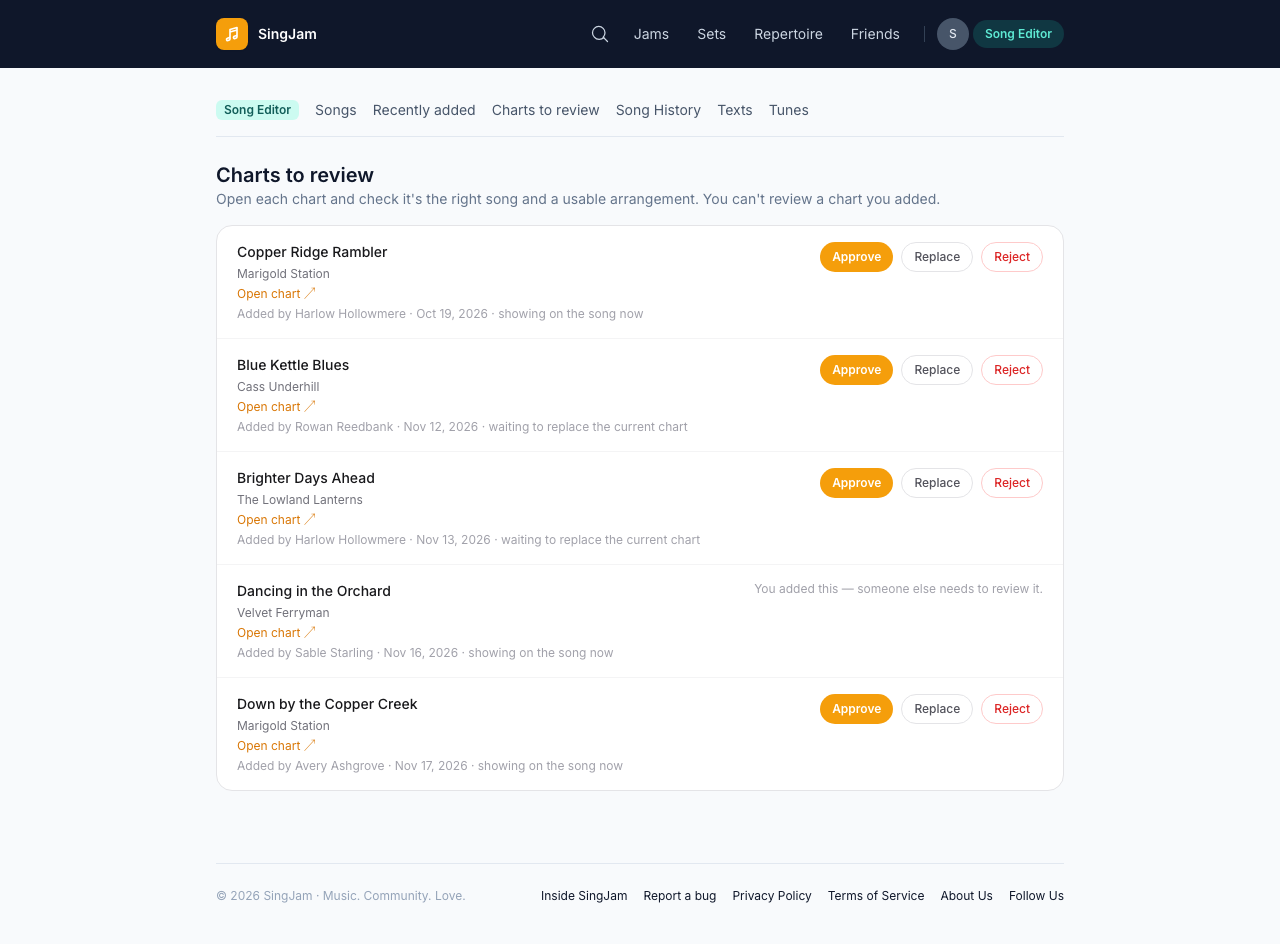 SingJam
Jams
Sets
Repertoire
Friends
S
Song Editor
Song Editor
Songs
Recently added
Charts to review
Song History
Texts
Tunes
Charts to review
Open each chart and check it's the right song and a usable arrangement. You can't review a chart you added.
Copper Ridge Rambler
Marigold Station
Open chart ↗
Added by Harlow Hollowmere · Oct 19, 2026 · showing on the song now
Approve
Replace
Reject
Blue Kettle Blues
Cass Underhill
Open chart ↗
Added by Rowan Reedbank · Nov 12, 2026 · waiting to replace the current chart
Approve
Replace
Reject
Brighter Days Ahead
The Lowland Lanterns
Open chart ↗
Added by Harlow Hollowmere · Nov 13, 2026 · waiting to replace the current chart
Approve
Replace
Reject
Dancing in the Orchard
Velvet Ferryman
Open chart ↗
Added by Sable Starling · Nov 16, 2026 · showing on the song now
You added this — someone else needs to review it.
Down by the Copper Creek
Marigold Station
Open chart ↗
Added by Avery Ashgrove · Nov 17, 2026 · showing on the song now
Approve
Replace
Reject
© 2026 SingJam · Music. Community. Love.
Inside SingJam
Report a bug
Privacy Policy
Terms of Service
About Us
Follow Us